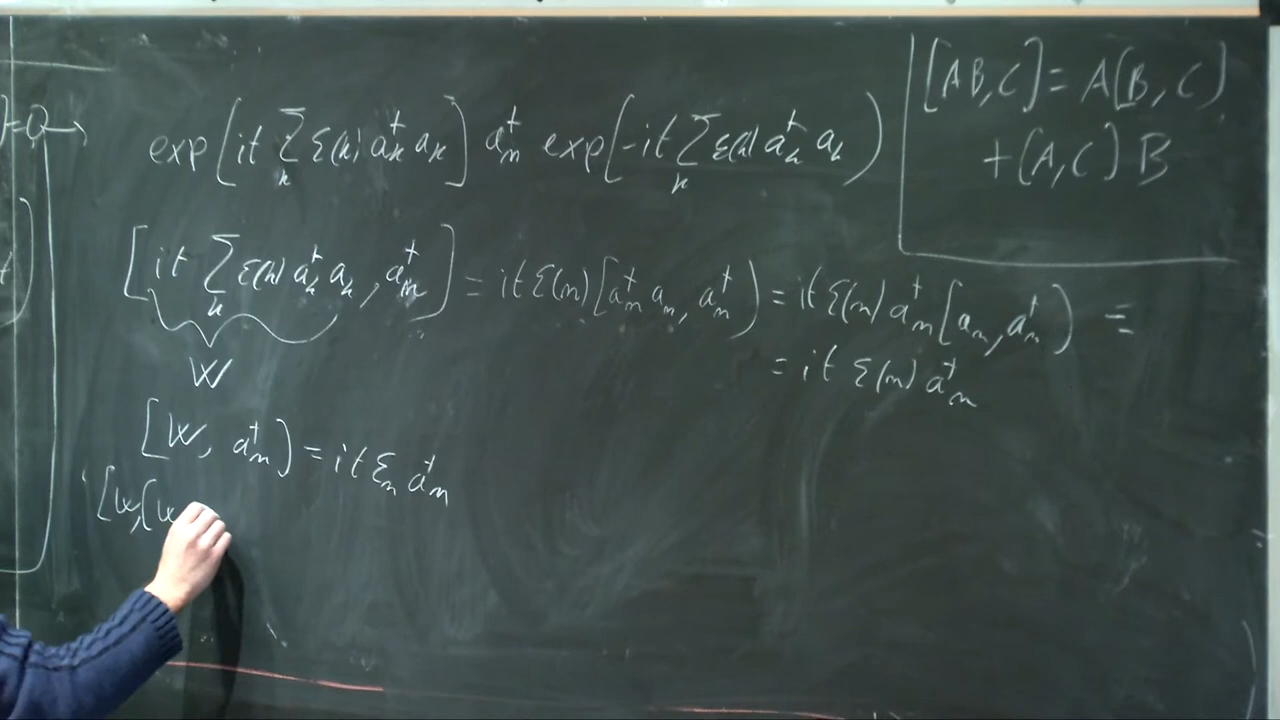 exp[it Σ_k ε(k) a_k^† a_k] a_m^† exp[-it Σ_k ε(k) a_k^† a_k)
[AB, C] = A[B, C)
+ (A, C] B
[it Σ_k ε(k) a_k^† a_k, a_m^†] = it ε(m) [a_m^† a_m, a_m^†) = it ε(m) a_m^† [a_m, a_m^†) =
= it ε(m) a_m^†
W
[W, a_m^†) = it ε_m a_m^†
[W, [W